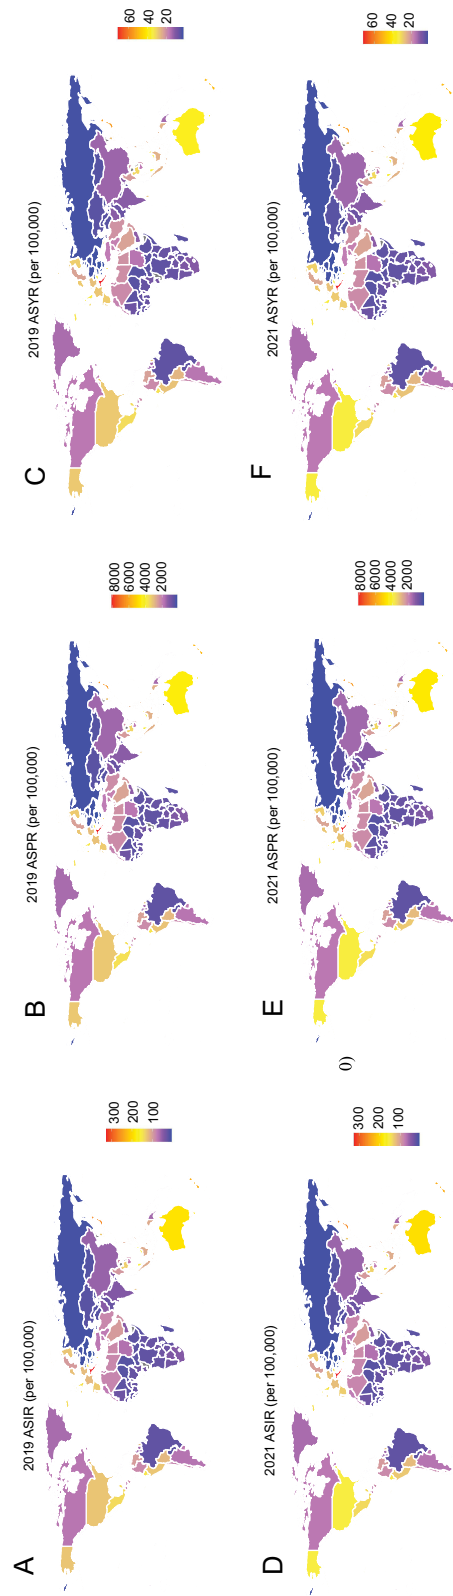 A
2019 ASIR (per 100,000)
300
200
100
B
2019 ASPR (per 100,000)
8000
6000
4000
2000
C
2019 ASYR (per 100,000)
60
40
20
D
2021 ASIR (per 100,000)
300
200
100
0)
E
2021 ASPR (per 100,000)
8000
6000
4000
2000
F
2021 ASYR (per 100,000)
60
40
20